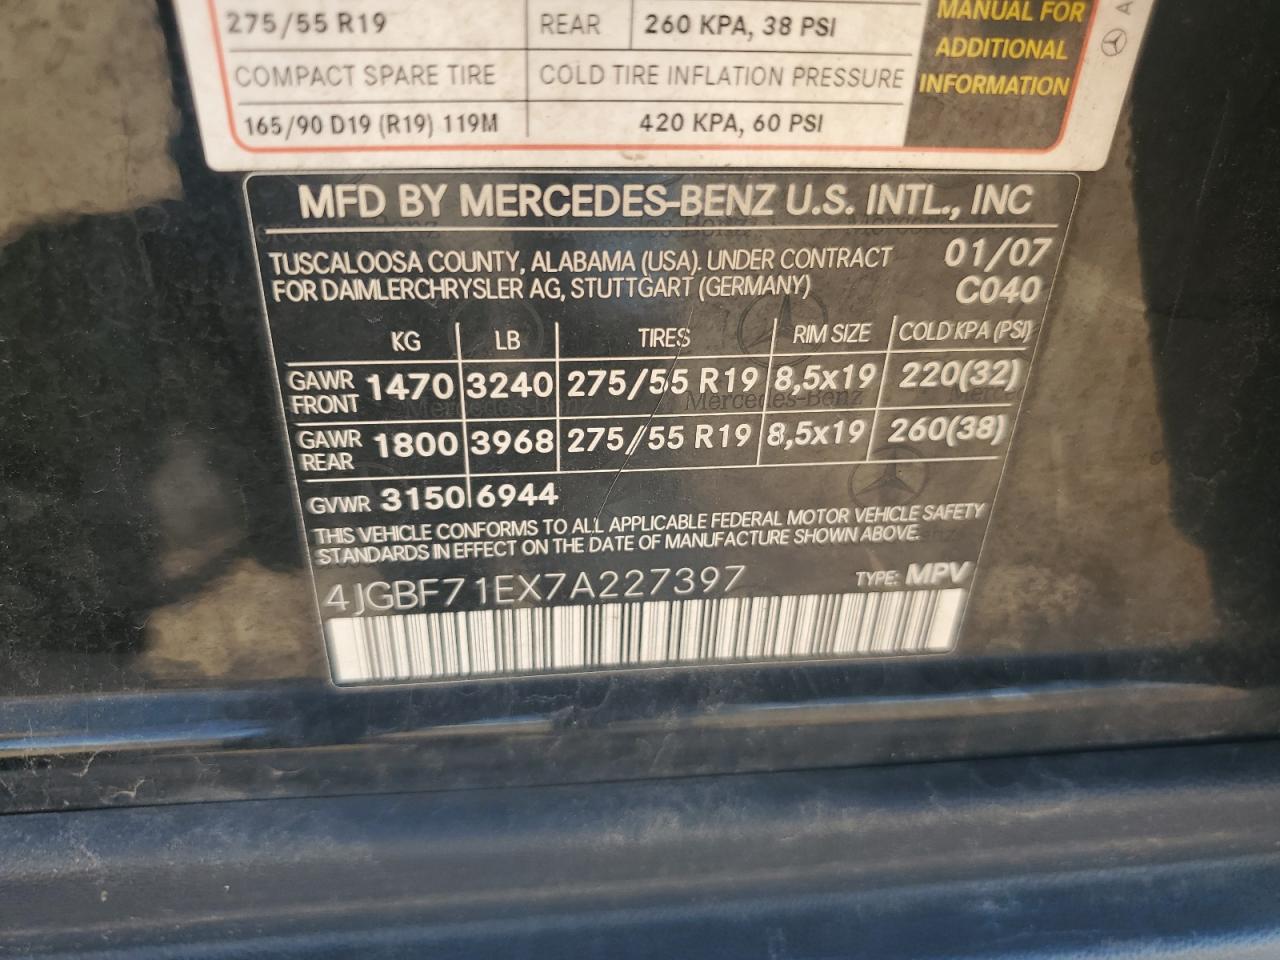 MANUAL FOR
275/55 R19 REAR 260 KPA, 38 PSI
ADDITIONAL
COMPACT SPARE TIRE COLD TIRE INFLATION PRESSURE
INFORMATION
165/90 D19 (R19) 119M 420 KPA, 60 PSI
MFD BY MERCEDES-BENZ U.S. INTL., INC
TUSCALOOSA COUNTY, ALABAMA (USA). UNDER CONTRACT 01/07
FOR DAIMLERCHRYSLER AG, STUTTGART (GERMANY) C040
KG LB TIRES RIM SIZE COLD KPA (PSI)
GAWR FRONT 1470 3240 275/55 R19 8,5x19 220(32)
GAWR REAR 1800 3968 275/55 R19 8,5x19 260(38)
GVWR 3150 6944
THIS VEHICLE CONFORMS TO ALL APPLICABLE FEDERAL MOTOR VEHICLE SAFETY
STANDARDS IN EFFECT ON THE DATE OF MANUFACTURE SHOWN ABOVE.
4JGBF71EX7A227397 TYPE: MPV